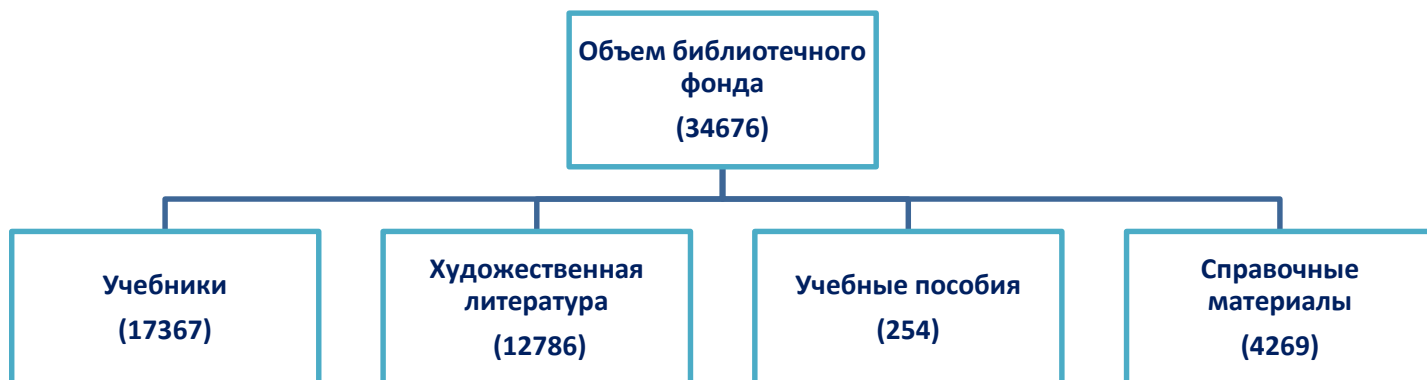 Объем библиотечного
фонда
(34676)
Учебники
(17367)
Художественная
литература
(12786)
Учебные пособия
(254)
Справочные
материалы
(4269)